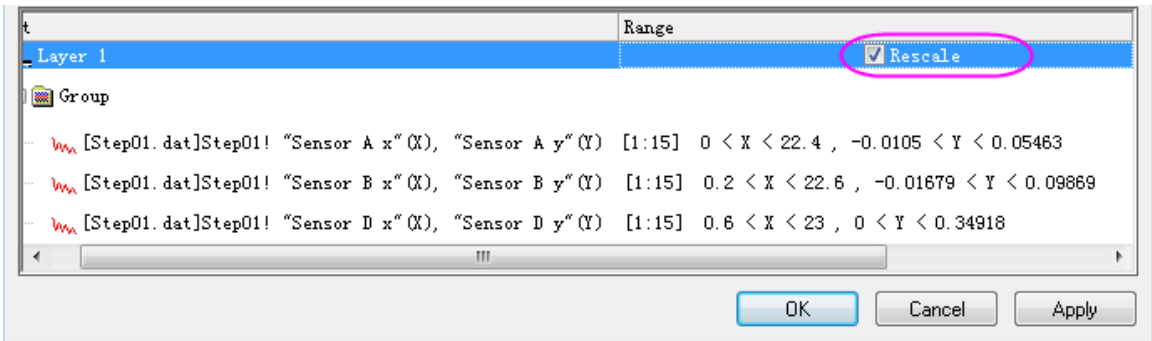 t Range
Layer 1 Rescale
Group
[Step01.dat]Step01! "Sensor A x"(X), "Sensor A y"(Y) [1:15] 0 < X < 22.4 , -0.0105 < Y < 0.05463
[Step01.dat]Step01! "Sensor B x"(X), "Sensor B y"(Y) [1:15] 0.2 < X < 22.6 , -0.01679 < Y < 0.09869
[Step01.dat]Step01! "Sensor D x"(X), "Sensor D y"(Y) [1:15] 0.6 < X < 23 , 0 < Y < 0.34918
OK Cancel Apply